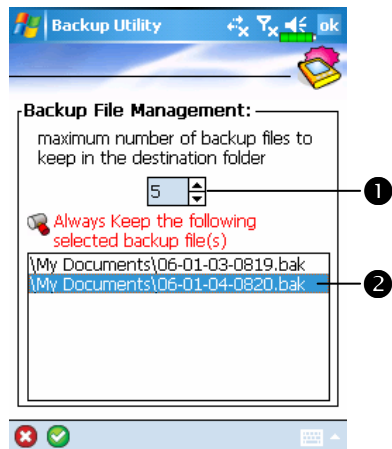 Backup Utility ok
Backup File Management:
maximum number of backup files to
keep in the destination folder
5
1
Always Keep the following
selected backup file(s)
\My Documents\06-01-03-0819.bak
\My Documents\06-01-04-0820.bak
2